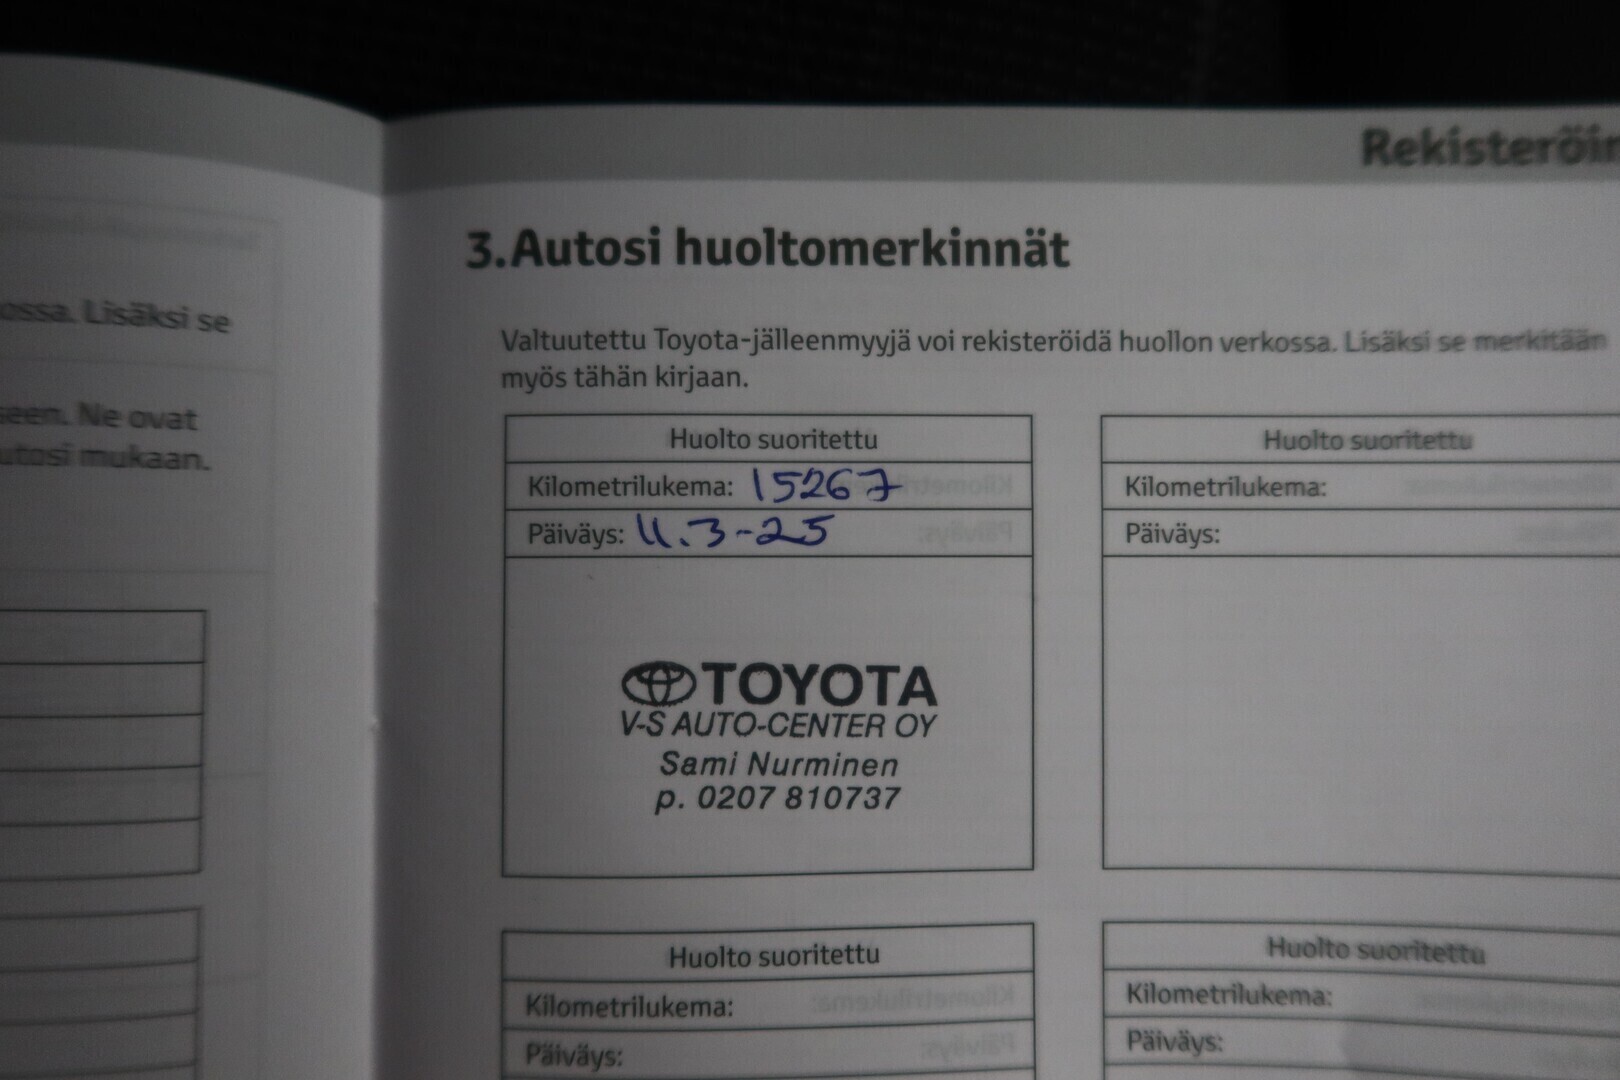 Rekisteröin
ossa. Lisäksi se
seen. Ne ovat
utosi mukaan.
3. Autosi huoltomerkinnät
Valtuutettu Toyota-jälleenmyyjä voi rekisteröidä huollon verkossa. Lisäksi se merkitään
myös tähän kirjaan.
Huolto suoritettu
Kilometrilukema: 15267
Päiväys: 11.3-25
TOYOTA
V-S AUTO-CENTER OY
Sami Nurminen
p. 0207 810737
Huolto suoritettu
Kilometrilukema:
Päiväys:
Huolto suoritettu
Kilometrilukema:
Päiväys:
Huolto suoritettu
Kilometrilukema:
Päiväys: